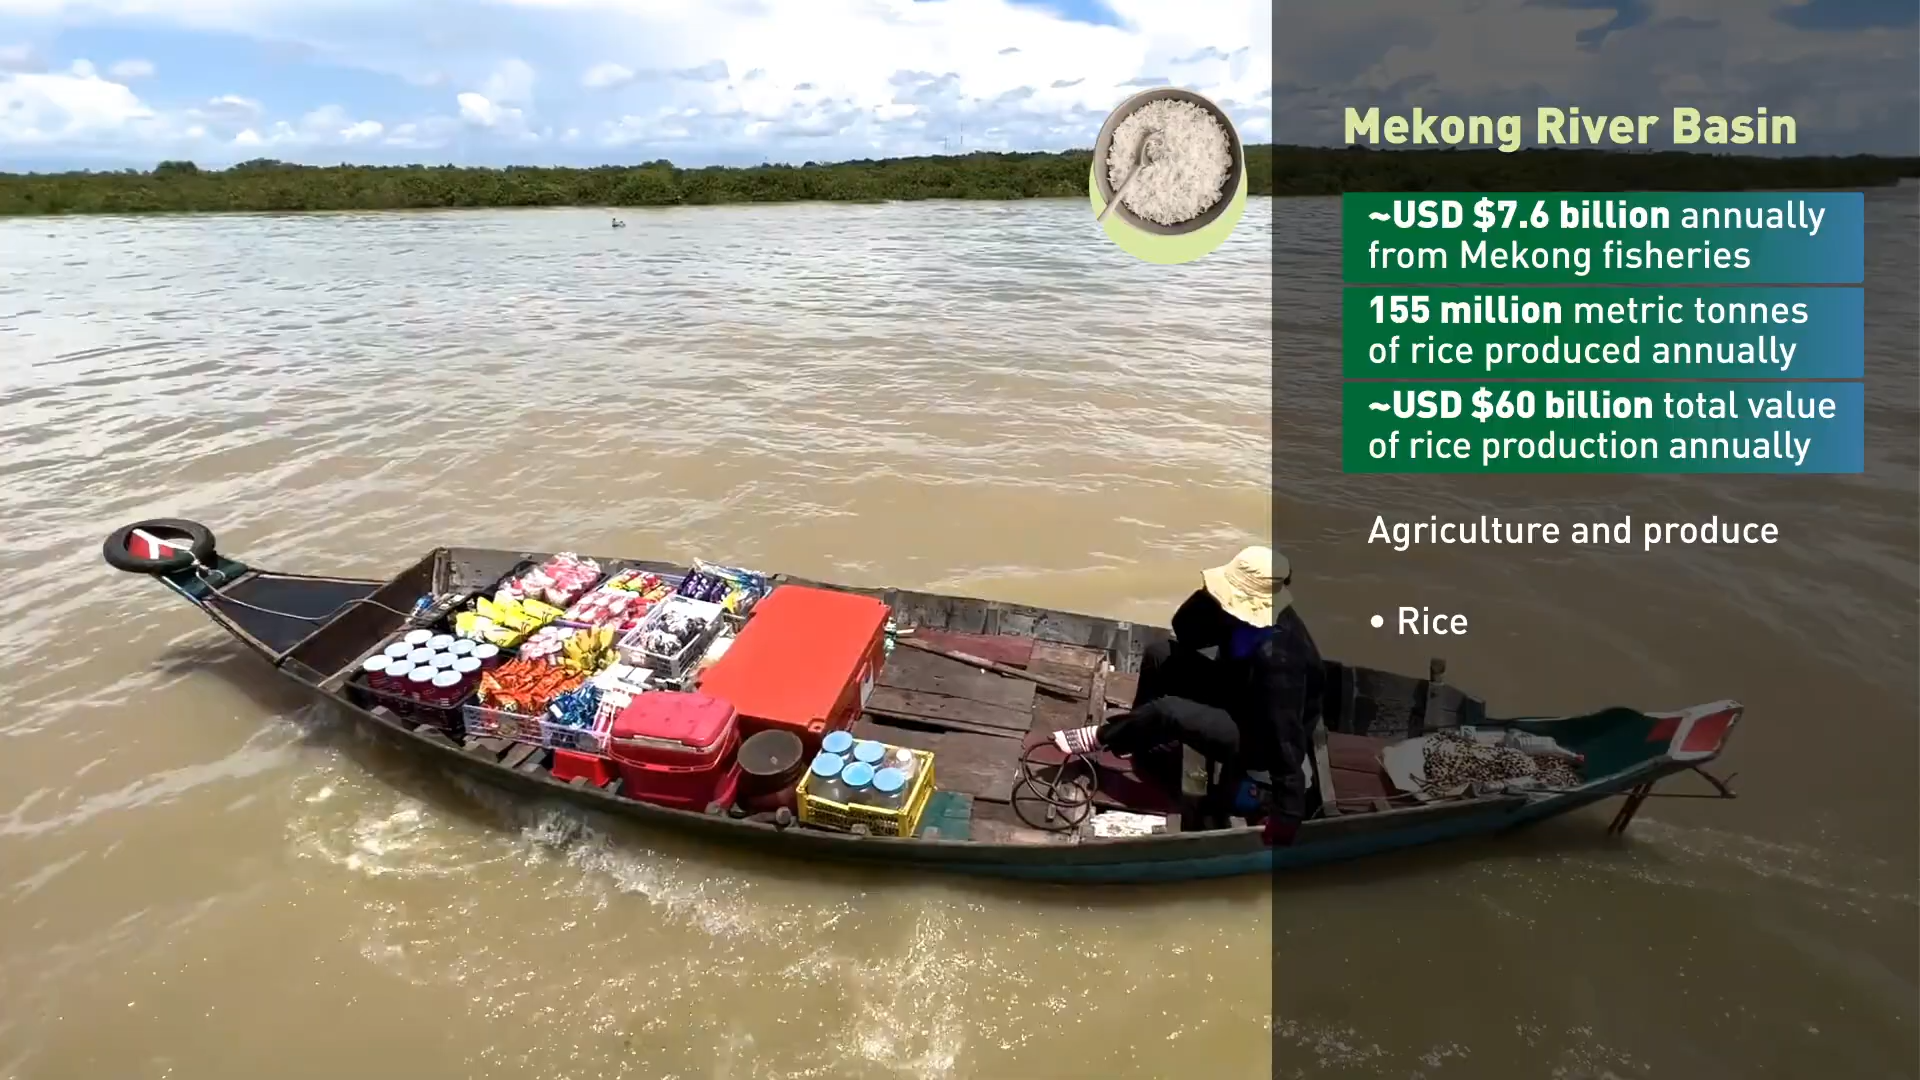 Mekong River Basin
~USD $7.6 billion annually
from Mekong fisheries
155 million metric tonnes
of rice produced annually
~USD $60 billion total value
of rice production annually
Agriculture and produce
• Rice